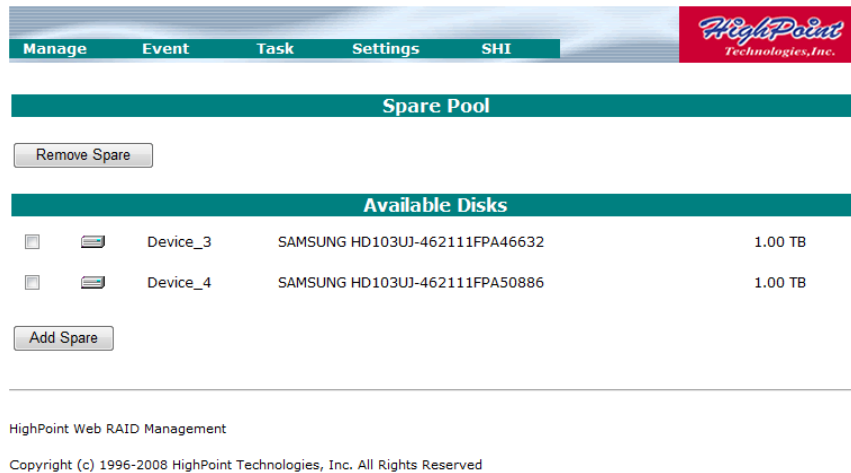 HighPoint
Technologies,Inc.
Manage Event Task Settings SHI
Spare Pool
Remove Spare
Available Disks
Device_3 SAMSUNG HD103UJ-462111FPA46632 1.00 TB
Device_4 SAMSUNG HD103UJ-462111FPA50886 1.00 TB
Add Spare
HighPoint Web RAID Management
Copyright (c) 1996-2008 HighPoint Technologies, Inc. All Rights Reserved